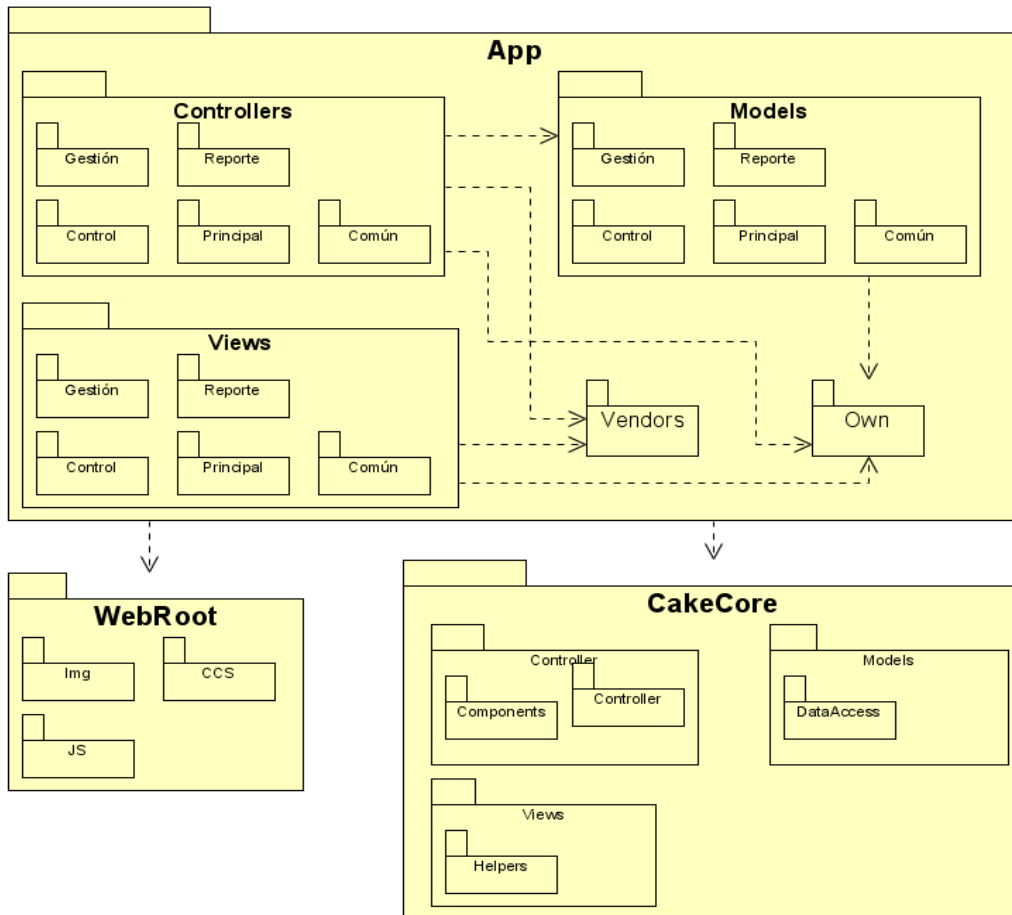 App
Controllers
Gestión
Reporte
Control
Principal
Común
Models
Gestión
Reporte
Control
Principal
Común
Views
Gestión
Reporte
Control
Principal
Común
Vendors
Own
WebRoot
Img
CCS
JS
CakeCore
Controller
Components
Controller
Models
DataAccess
Views
Helpers